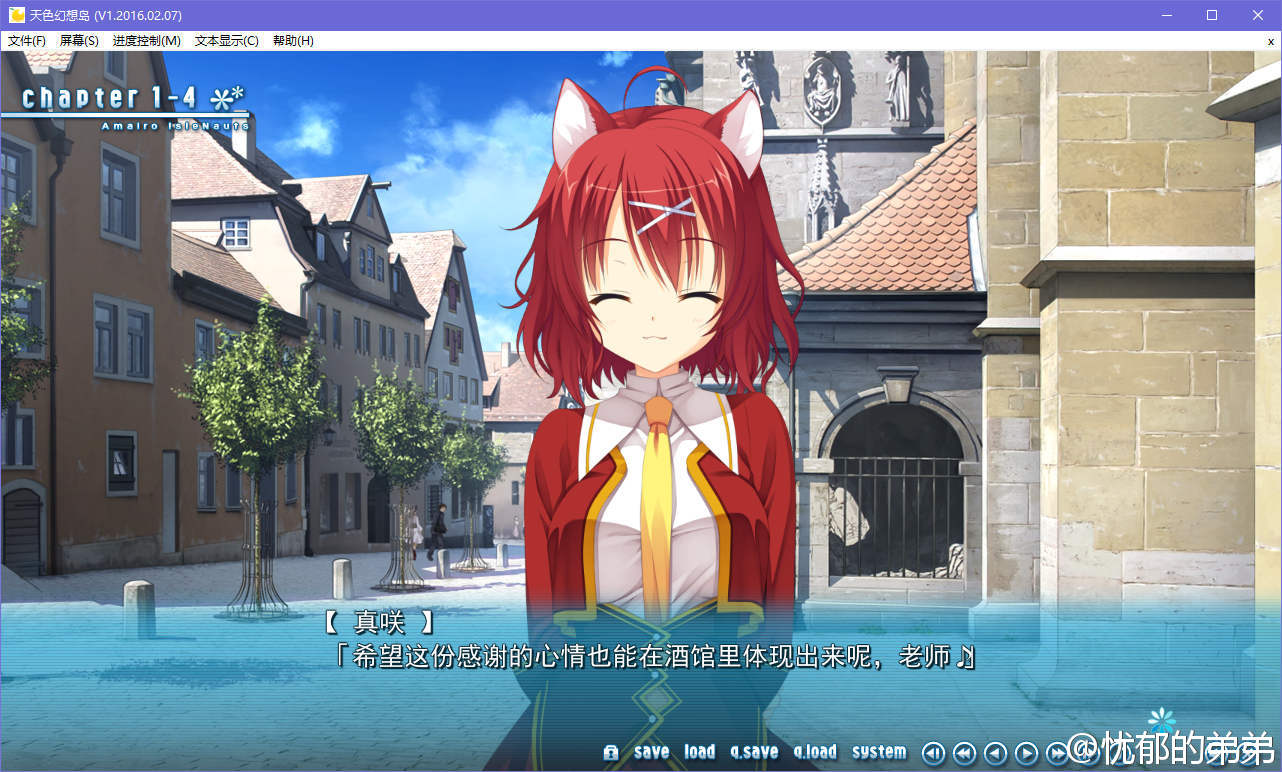 天色幻想岛 (V1.2016.02.07)
文件(F) 屏幕(S) 进度控制(M) 文本显示(C) 帮助(H) x
chapter 1-4
Amairo IsleNauts
【 真咲 】
「希望这份感谢的心情也能在酒馆里体现出来呢，老师♪」
save load q.save q.load system
@忧郁的弟弟